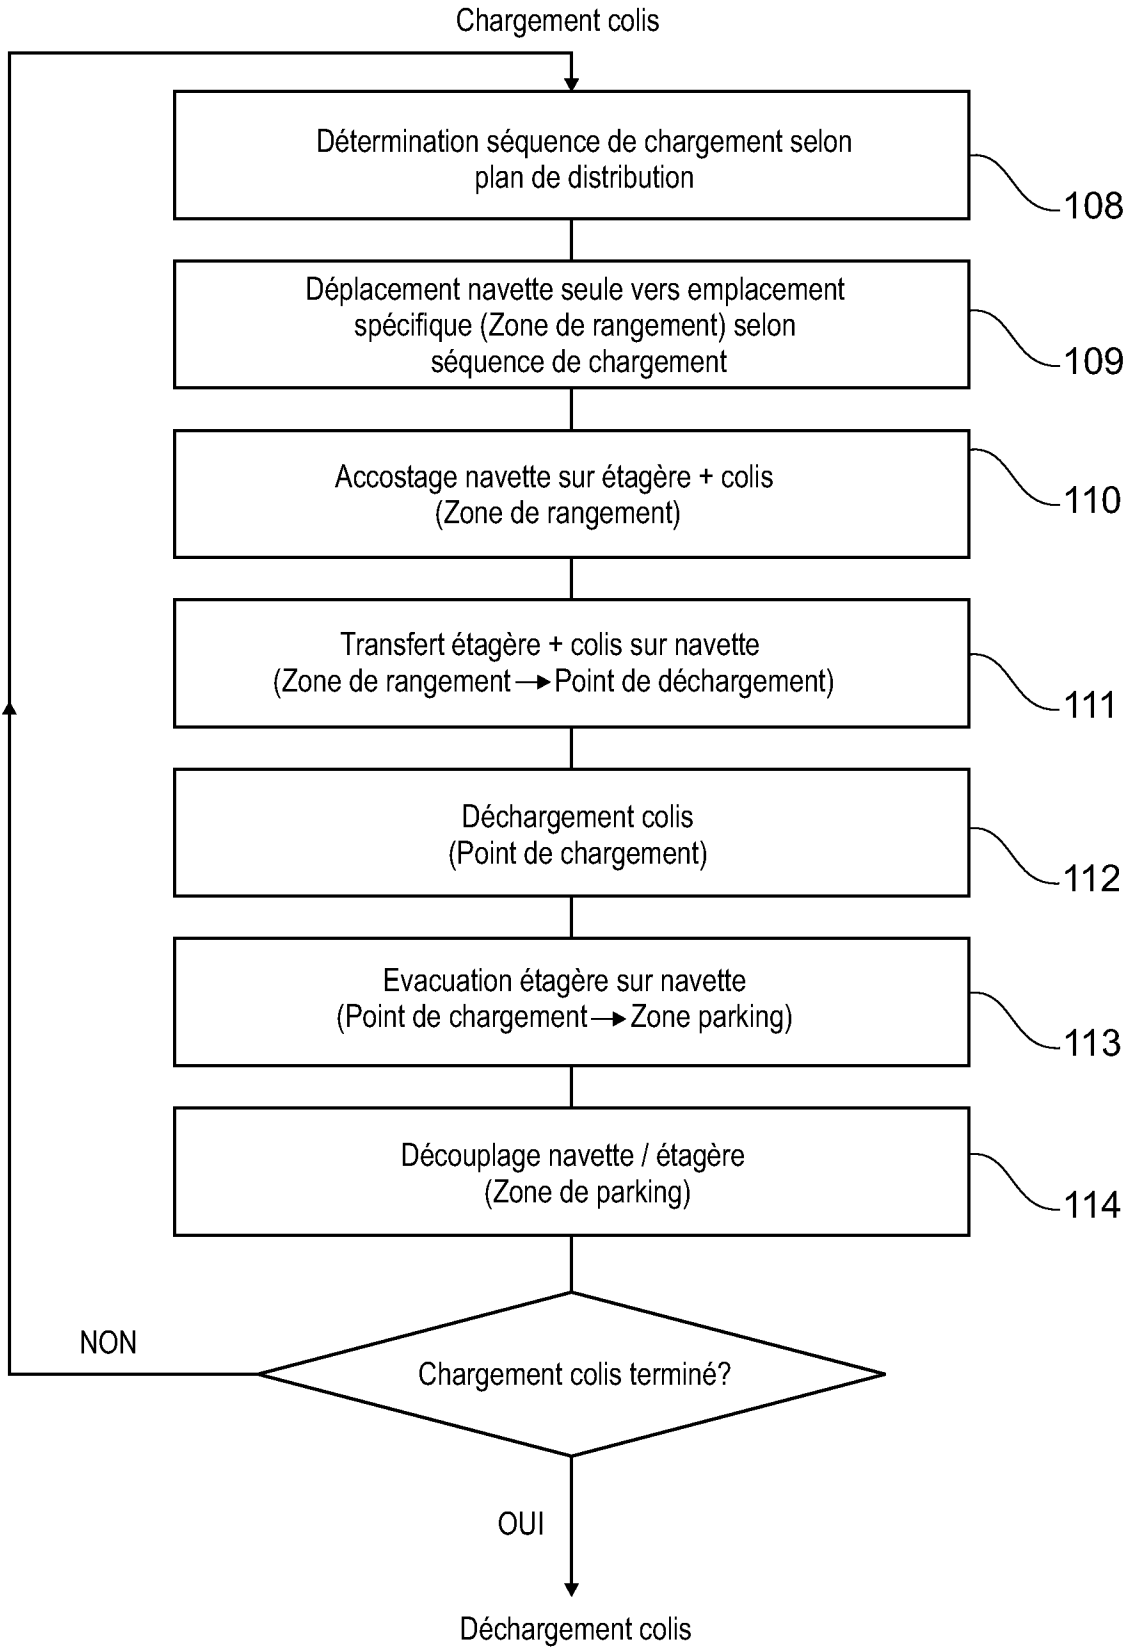 Chargement colis
Détermination séquence de chargement selon
plan de distribution
108
Déplacement navette seule vers emplacement
spécifique (Zone de rangement) selon
séquence de chargement
109
Accostage navette sur étagère + colis
(Zone de rangement)
110
Transfert étagère + colis sur navette
(Zone de rangement → Point de déchargement)
111
Déchargement colis
(Point de chargement)
112
Evacuation étagère sur navette
(Point de chargement → Zone parking)
113
Découplage navette / étagère
(Zone de parking)
114
NON
Chargement colis terminé?
OUI
Déchargement colis